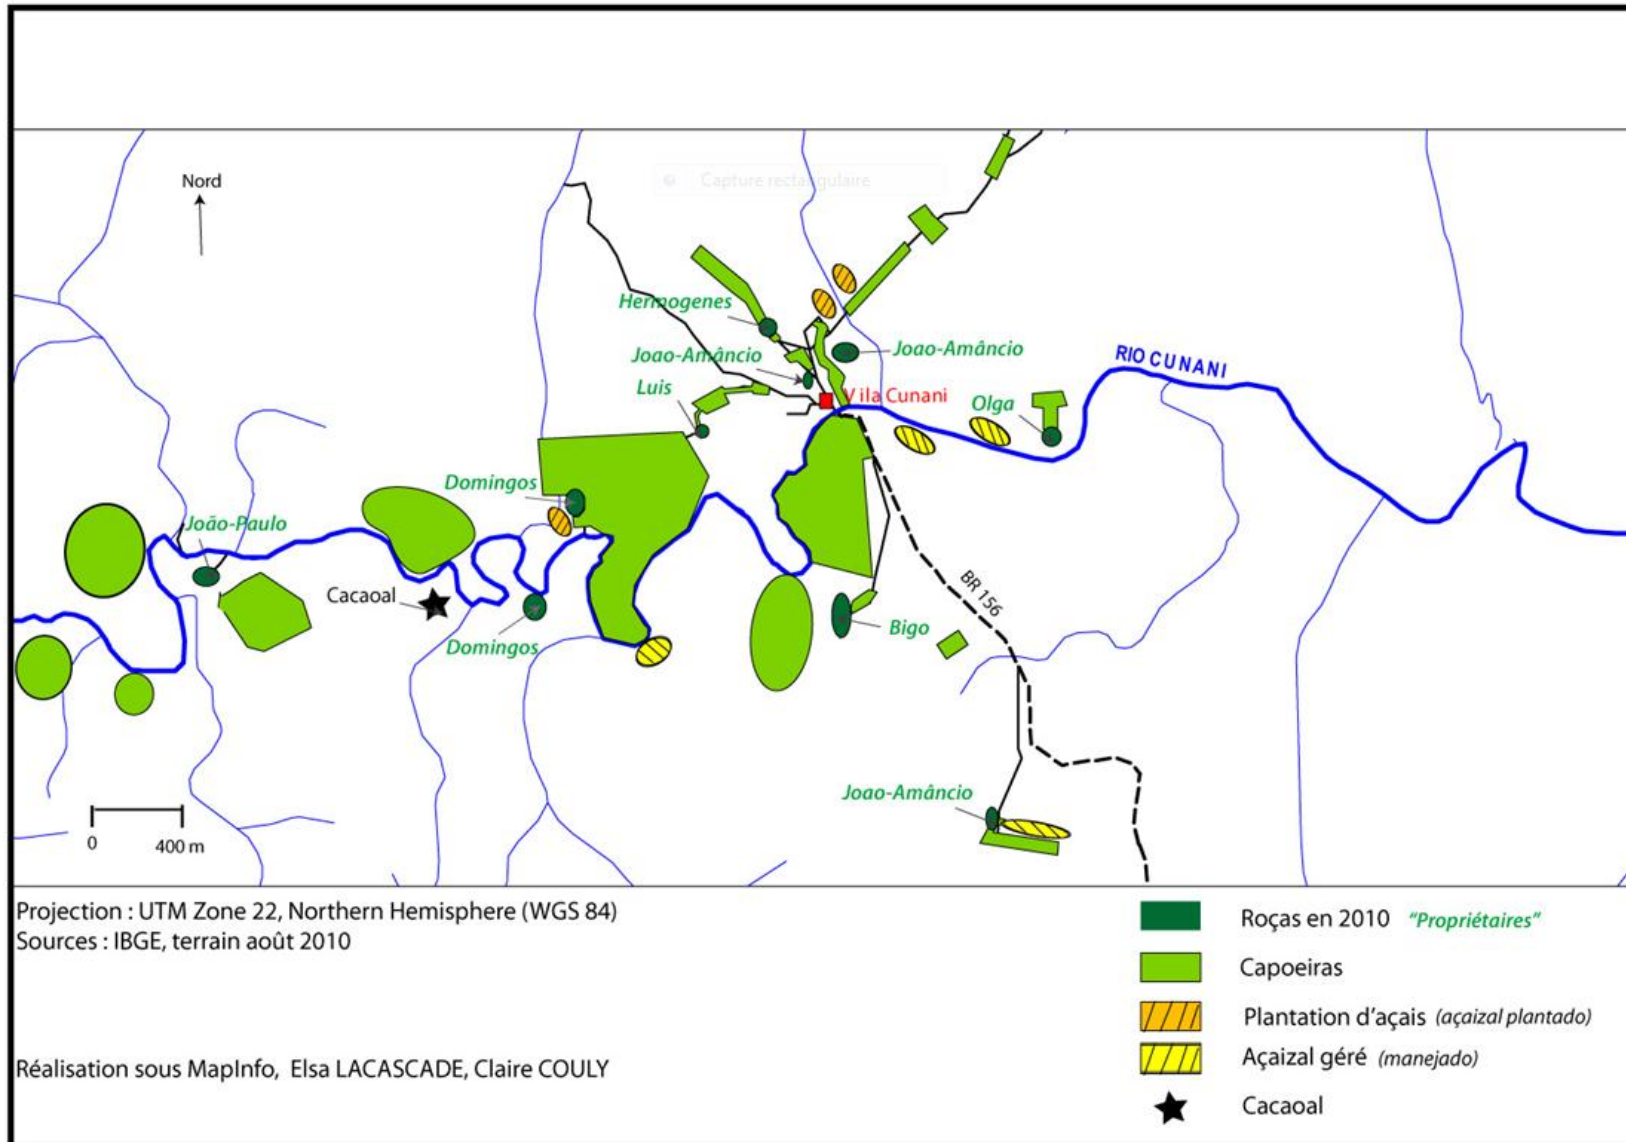 Nord
Capture rectangulaire
Hermogenes
Joao-Amâncio
Joao-Amâncio
Luis
Vila Cunani
Olga
RIO CUNANI
Domingos
João-Paulo
Cacaoal
Domingos
BR 156
Bigo
Joao-Amâncio
0
400 m
Projection : UTM Zone 22, Northern Hemisphere (WGS 84)
Sources : IBGE, terrain août 2010
Réalisation sous MapInfo, Elsa LACASCADE, Claire COULY
Roças en 2010 "Propriétaires"
Capoeiras
Plantation d'açais (açaizal plantado)
Açaizal géré (manejado)
Cacaoal